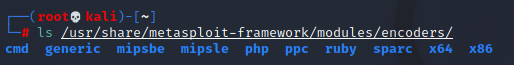 ┌──(root💀kali)-[~]
└─# ls /usr/share/metasploit-framework/modules/encoders/
cmd generic mipsbe mipsle php ppc ruby sparc x64 x86